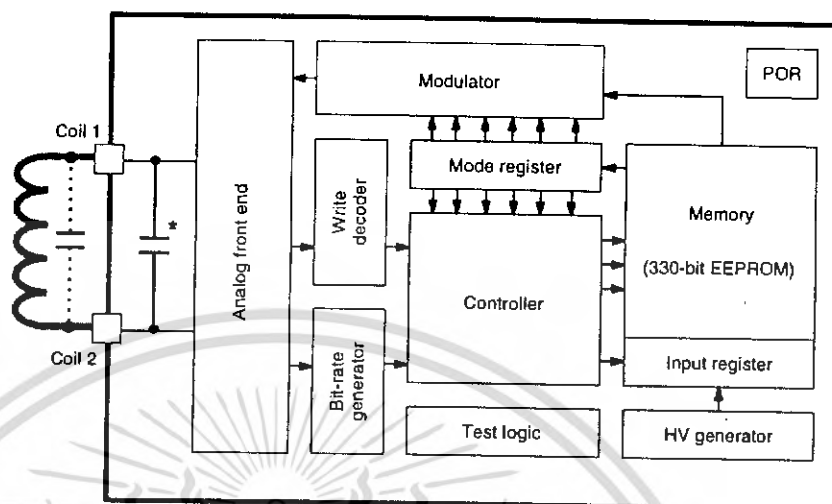 Modulator
POR
Coil 1
Mode register
Analog front end
Write
decoder
Memory
(330-bit EEPROM)
Controller
Coil 2
Bit-rate
generator
Input register
Test logic
HV generator
*